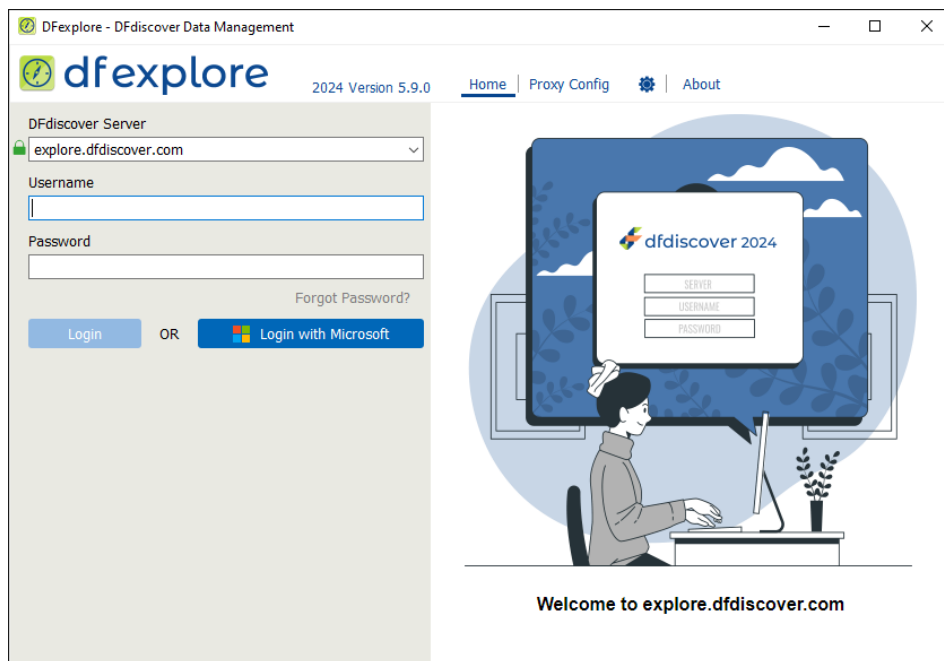 DFexplore - DFdiscover Data Management
dfexplore
2024 Version 5.9.0
Home
Proxy Config
About
DFdiscover Server
explore.dfdiscover.com
Username
Password
Forgot Password?
Login
OR
Login with Microsoft
dfdiscover 2024
SERVER
USERNAME
PASSWORD
Welcome to explore.dfdiscover.com